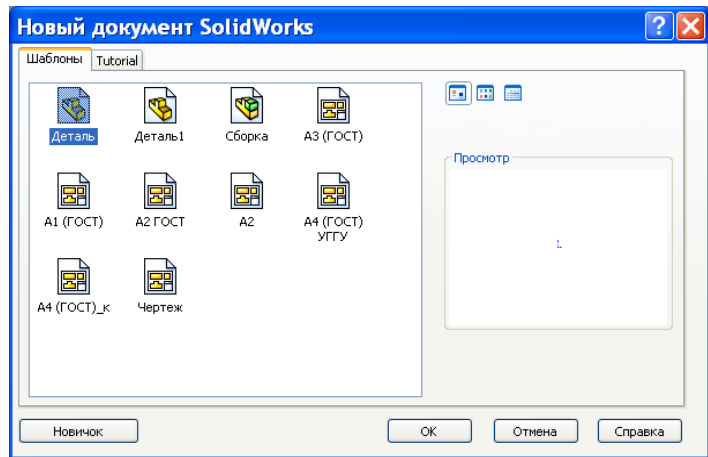 Новый документ SolidWorks
Шаблоны Tutorial
Деталь Деталь1 Сборка А3 (ГОСТ)
Просмотр
А1 (ГОСТ) А2 ГОСТ А2 А4 (ГОСТ)
УГГУ
А4 (ГОСТ)_к Чертеж
Новичок ОК Отмена Справка